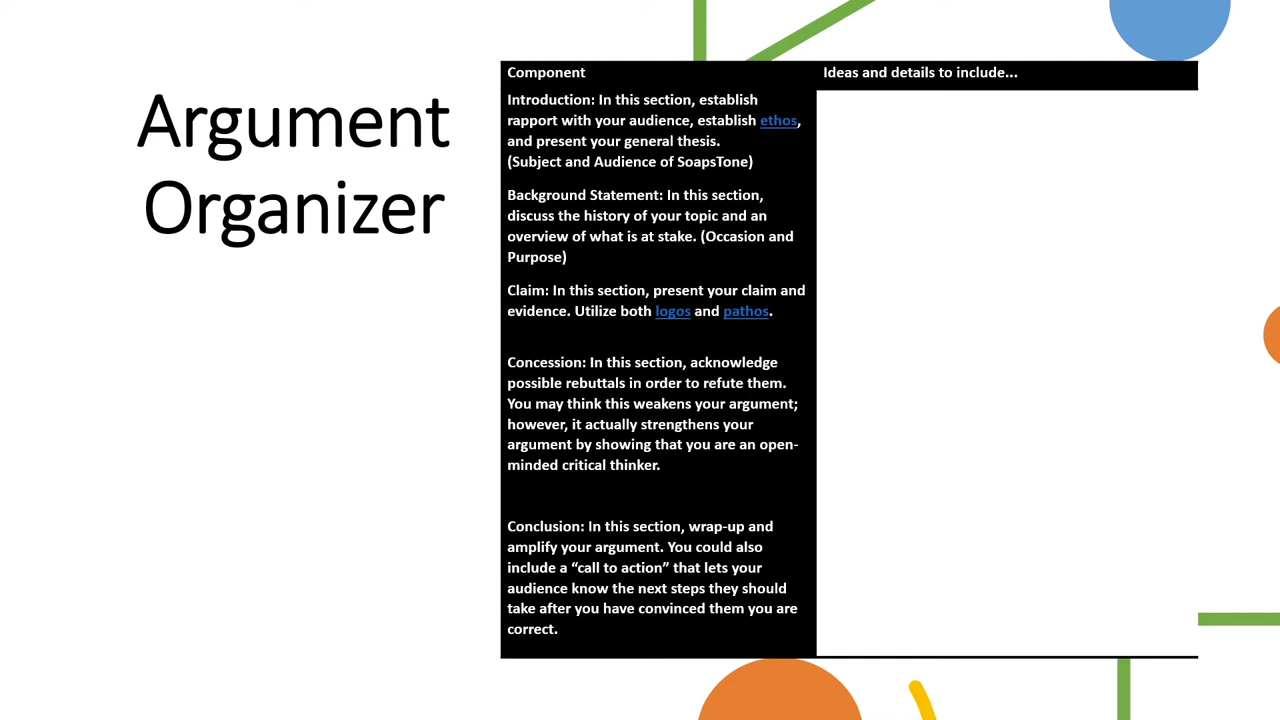 Argument
Organizer
Component
Ideas and details to include...
Introduction: In this section, establish
rapport with your audience, establish ethos,
and present your general thesis.
(Subject and Audience of SoapsTone)
Background Statement: In this section,
discuss the history of your topic and an
overview of what is at stake. (Occasion and
Purpose)
Claim: In this section, present your claim and
evidence. Utilize both logos and pathos.
Concession: In this section, acknowledge
possible rebuttals in order to refute them.
You may think this weakens your argument;
however, it actually strengthens your
argument by showing that you are an open-
minded critical thinker.
Conclusion: In this section, wrap-up and
amplify your argument. You could also
include a “call to action” that lets your
audience know the next steps they should
take after you have convinced them you are
correct.